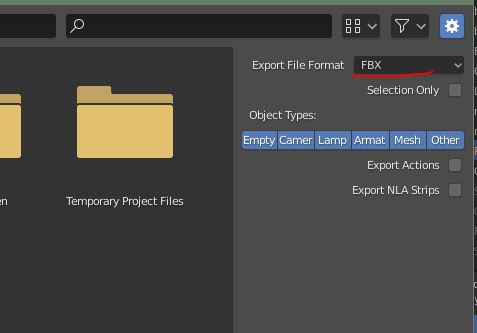 Export File Format FBX
Selection Only
Object Types:
Empty Camer Lamp Armat Mesh Other
Export Actions
Export NLA Strips
en Temporary Project Files